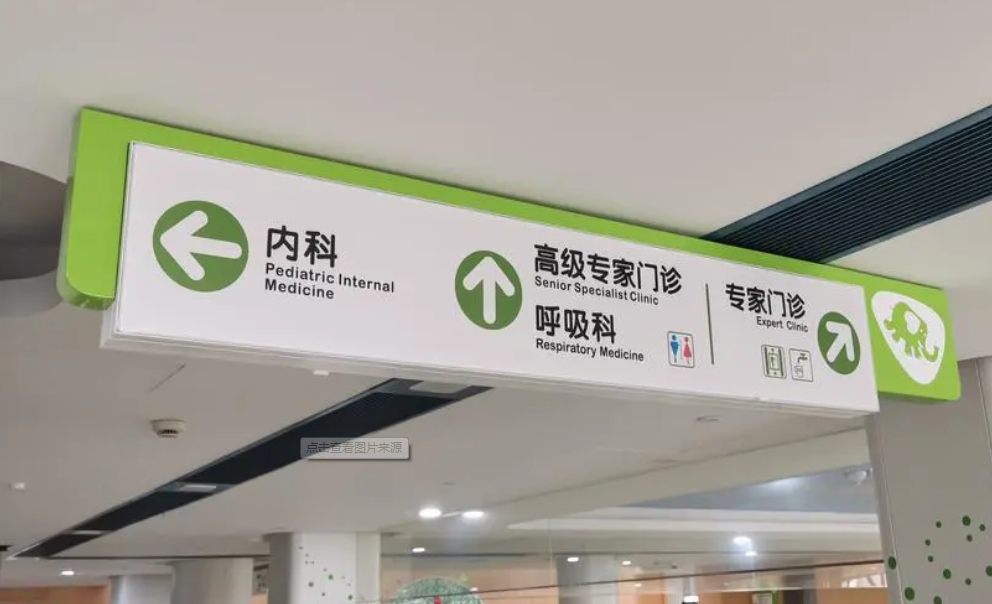 内科
Pediatric Internal
Medicine
高级专家门诊
Senior Specialist Clinic
呼吸科
Respiratory Medicine
专家门诊
Expert Clinic
点击查看图片来源